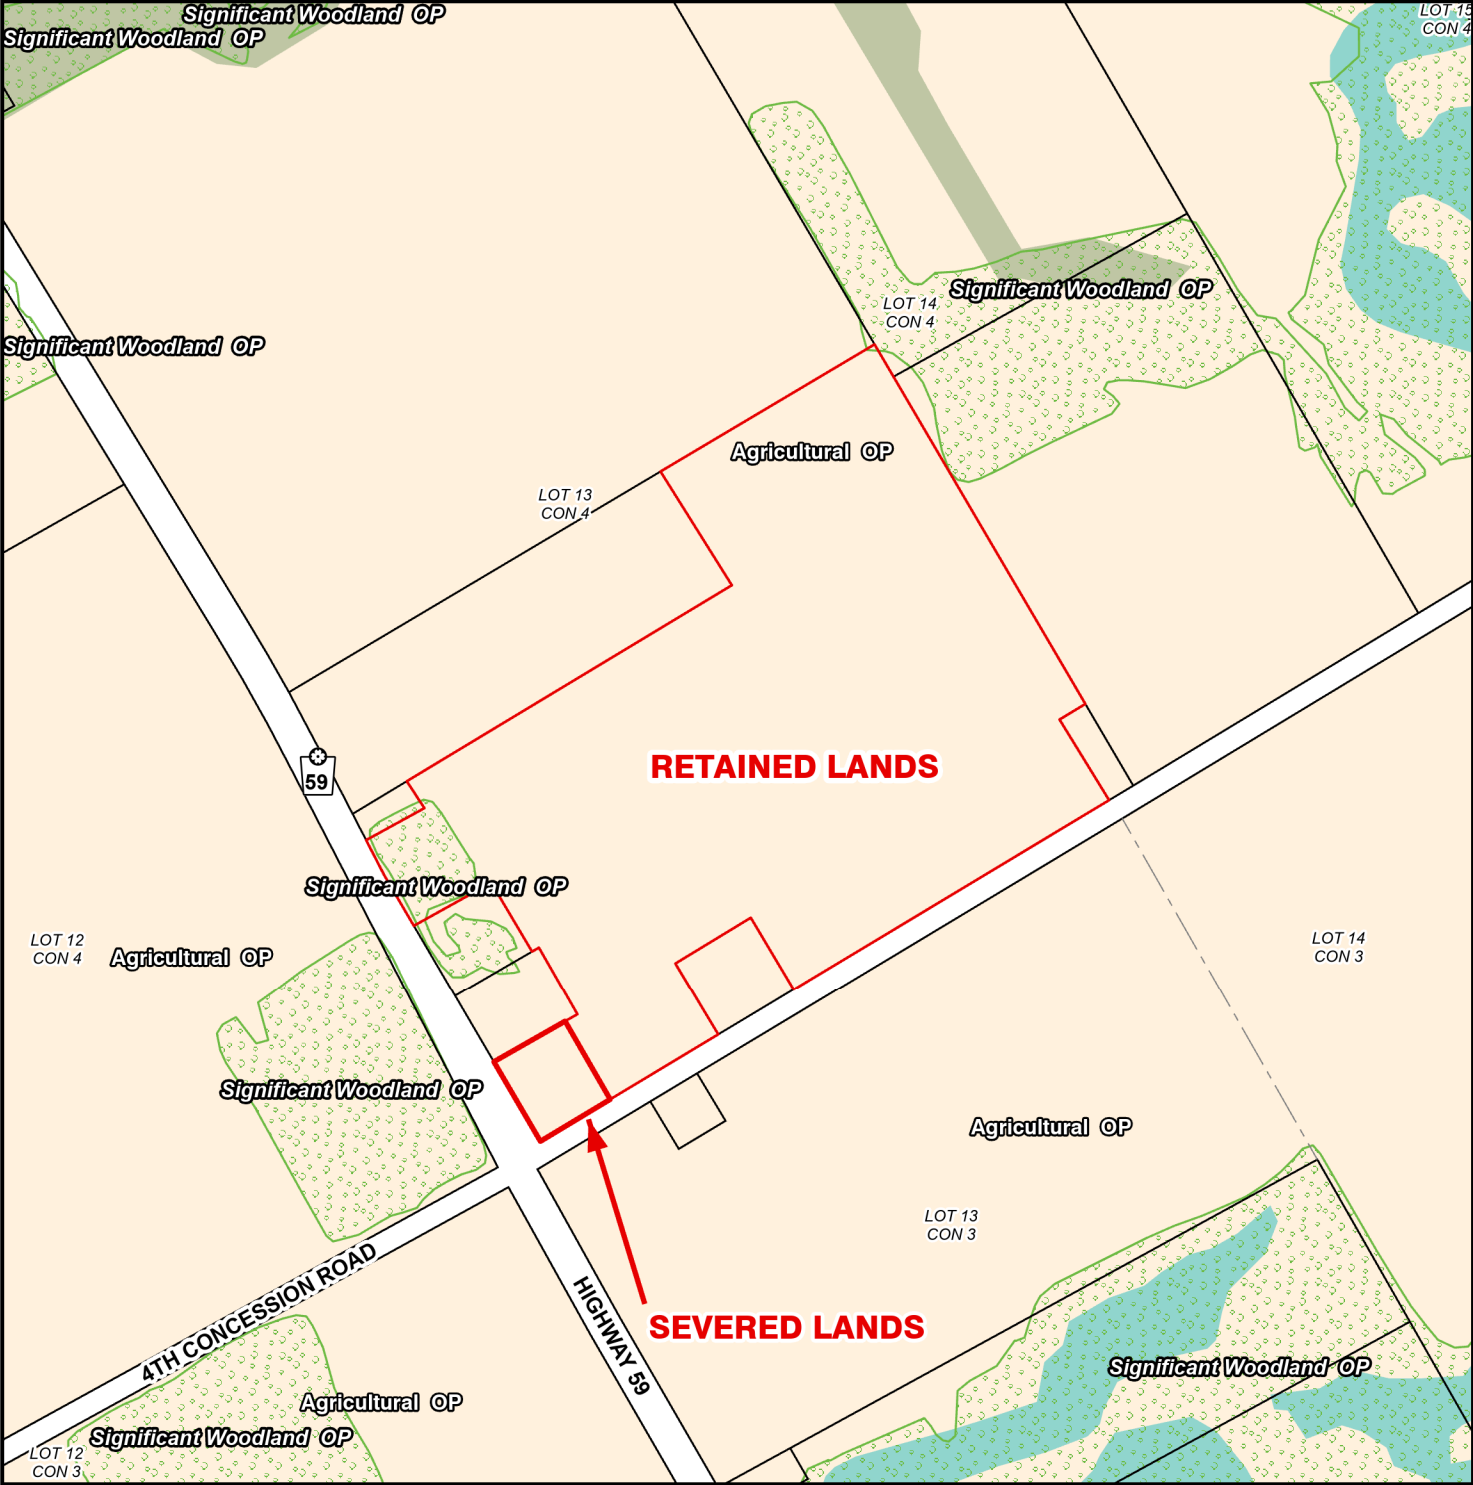 Significant Woodland OP
Significant Woodland OP
LOT 15
CON 4
Significant Woodland OP
LOT 14
CON 4
Significant Woodland OP
Agricultural OP
LOT 13
CON 4
RETAINED LANDS
59
Significant Woodland OP
LOT 12
CON 4
Agricultural OP
LOT 14
CON 3
Significant Woodland OP
Agricultural OP
LOT 13
CON 3
4TH CONCESSION ROAD
HIGHWAY 59
SEVERED LANDS
Significant Woodland OP
Agricultural OP
Significant Woodland OP
LOT 12
CON 3